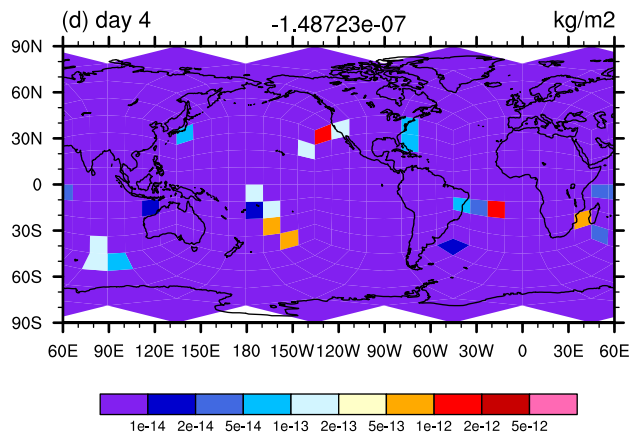 (d) day 4 -1.48723e-07 kg/m2
90N
60N
30N
0
30S
60S
90S
60E 90E 120E 150E 180 150W 120W 90W 60W 30W 0 30E 60E
1e-14 2e-14 5e-14 1e-13 2e-13 5e-13 1e-12 2e-12 5e-12